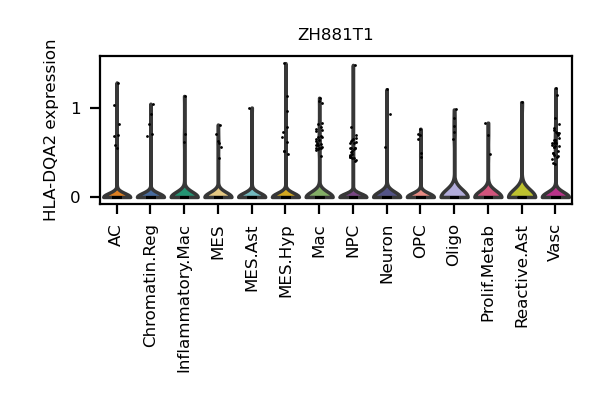 ZH881T1
HLA-DQA2 expression
1
0
AC
Chromatin.Reg
Inflammatory.Mac
MES
MES.Ast
MES.Hyp
Mac
NPC
Neuron
OPC
Oligo
Prolif.Metab
Reactive.Ast
Vasc